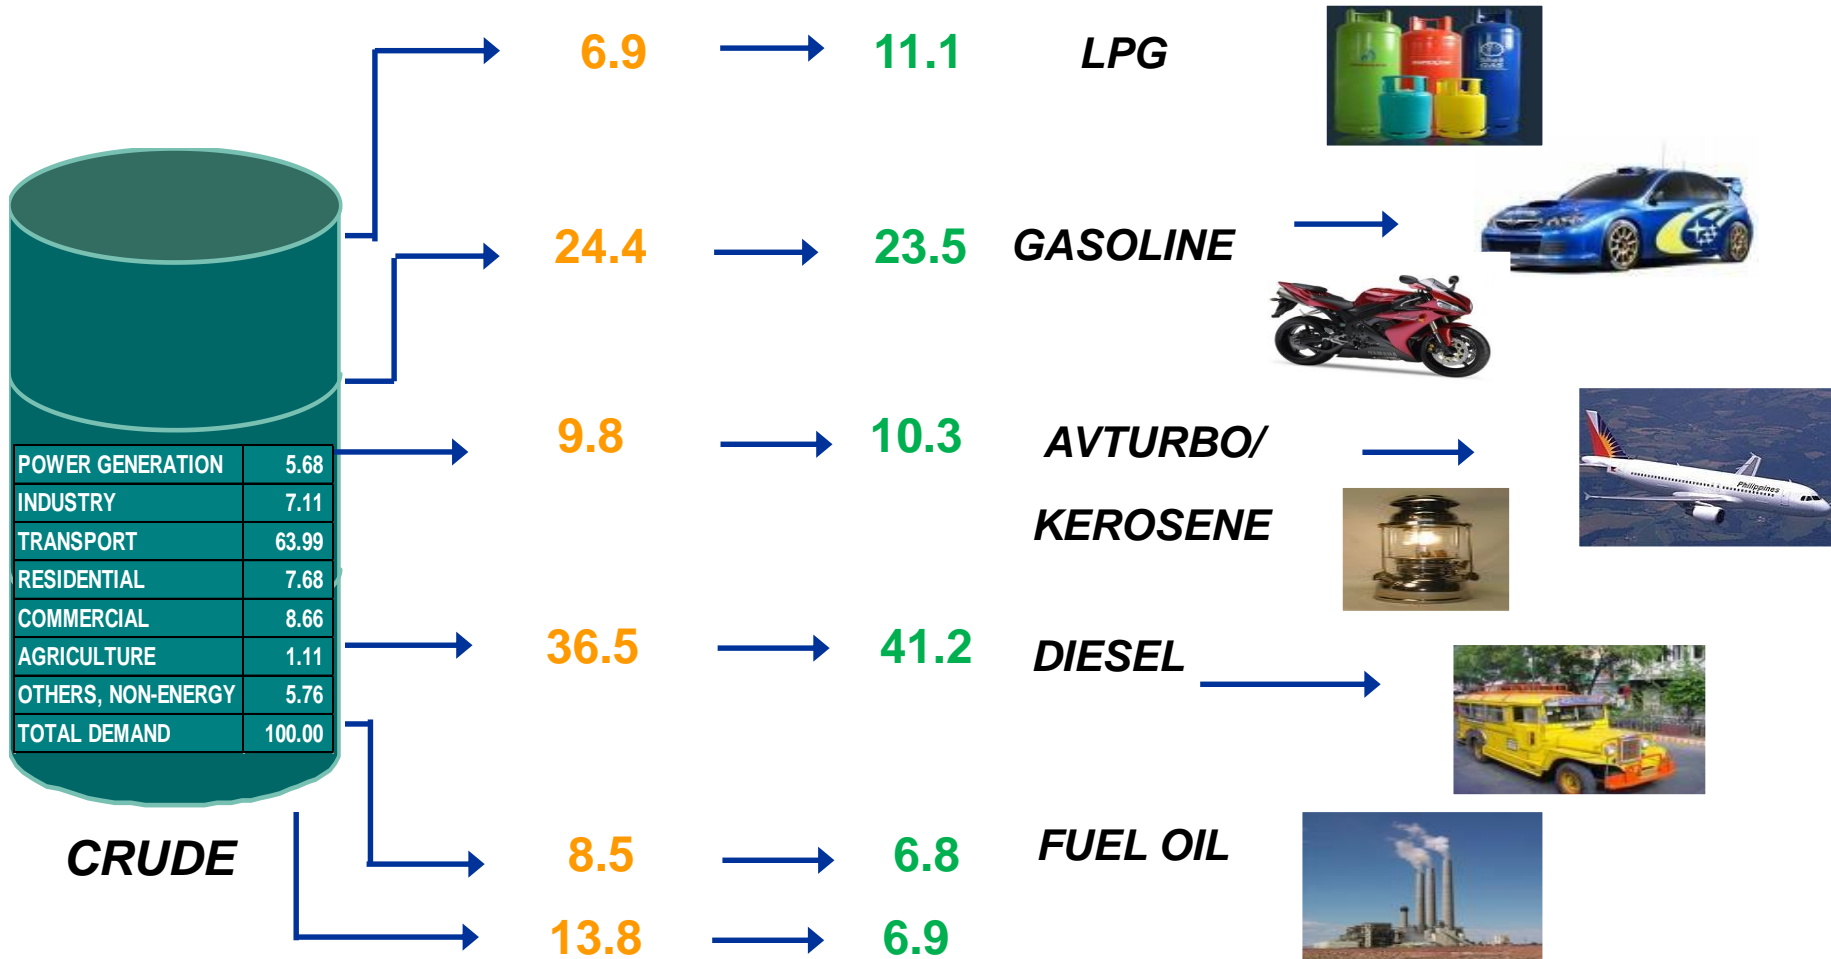 6.9 11.1 LPG
24.4 23.5 GASOLINE
9.8 10.3 AVTURBO/
KEROSENE
Philippines
POWER GENERATION 5.68
INDUSTRY 7.11
TRANSPORT 63.99
RESIDENTIAL 7.68
COMMERCIAL 8.66
AGRICULTURE 1.11
OTHERS, NON-ENERGY 5.76
TOTAL DEMAND 100.00
36.5 41.2 DIESEL
CRUDE
8.5 6.8 FUEL OIL
13.8 6.9